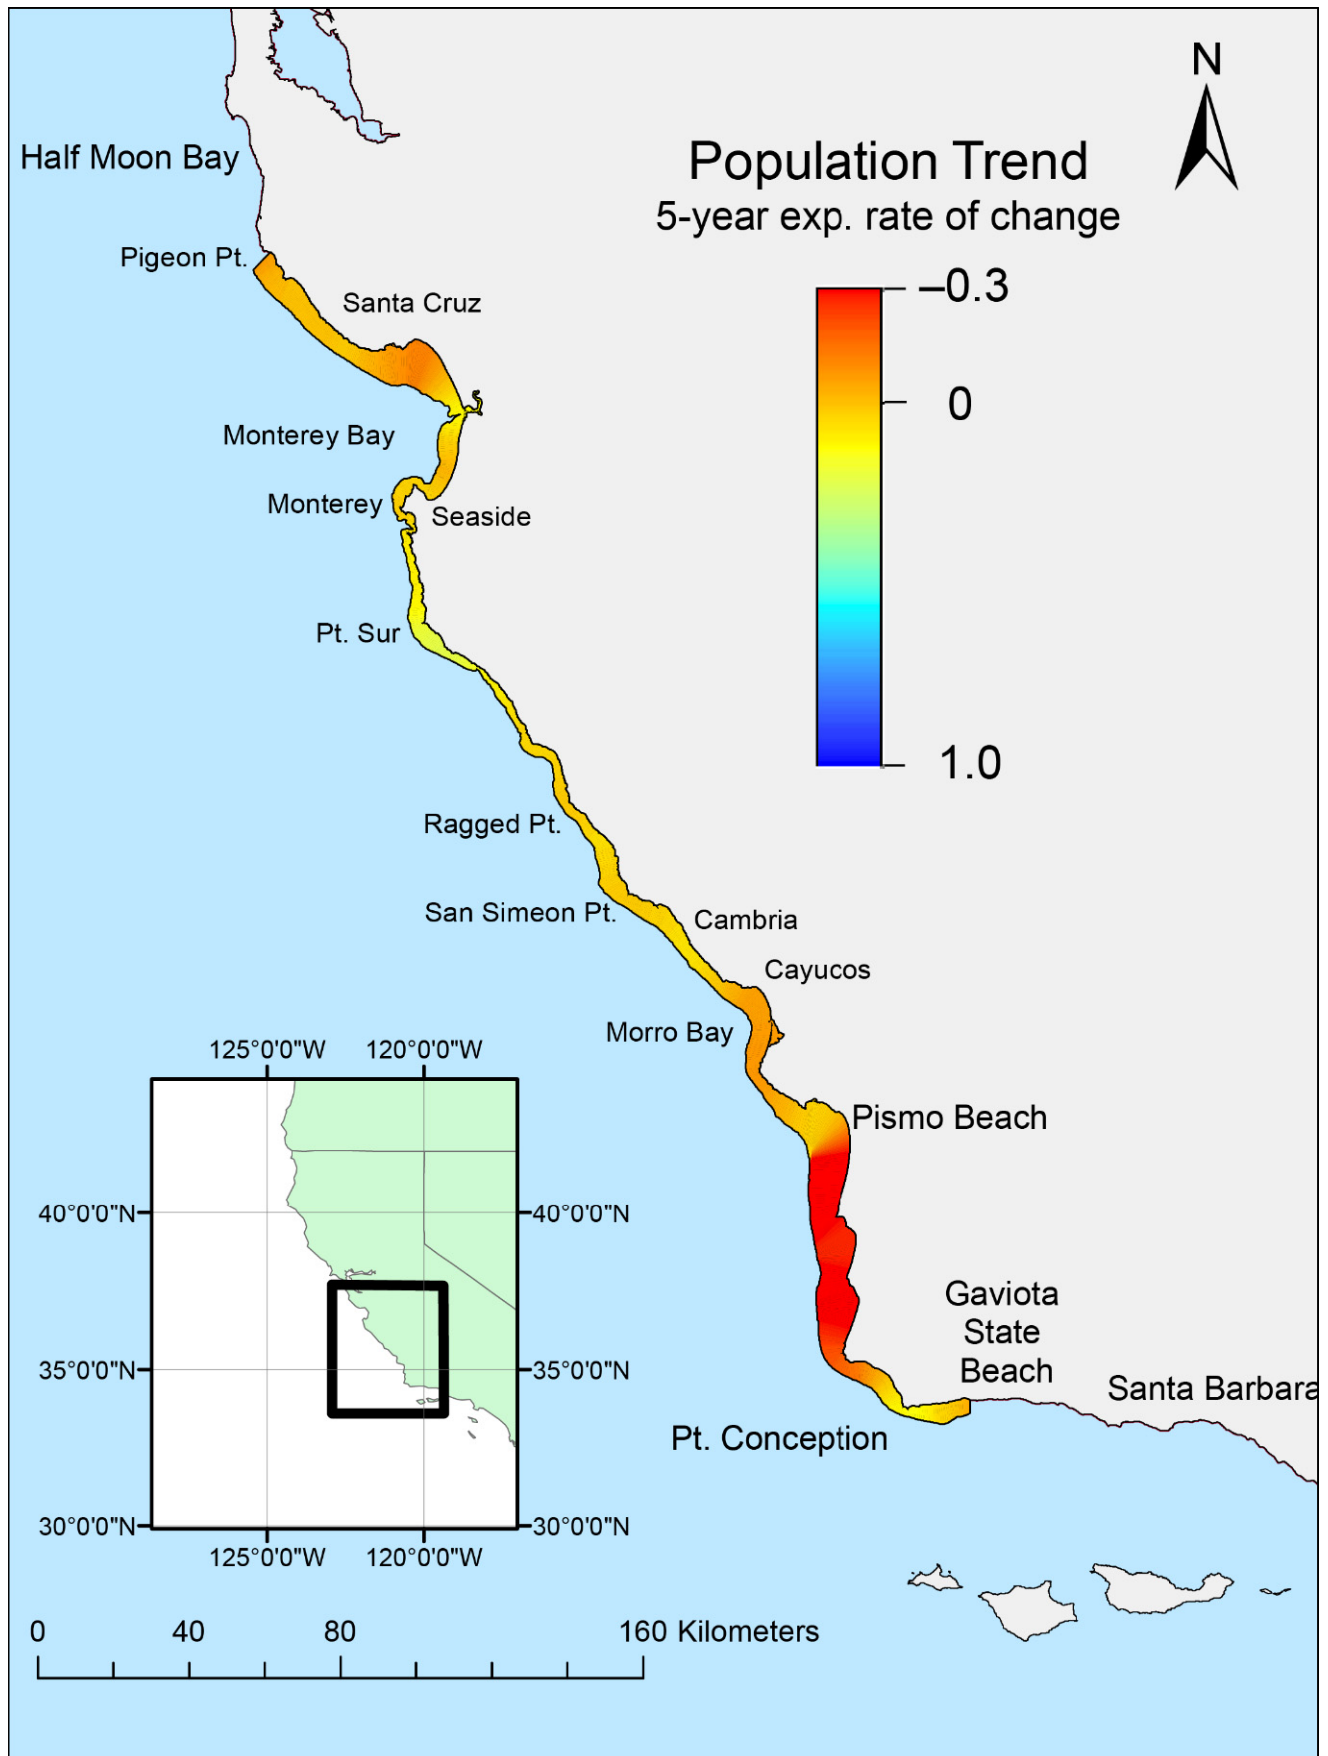 N
Half Moon Bay
Population Trend
5-year exp. rate of change
Pigeon Pt.
–0.3
Santa Cruz
0
Monterey Bay
Monterey
Seaside
Pt. Sur
1.0
Ragged Pt.
San Simeon Pt.
Cambria
Cayucos
Morro Bay
125°0'0"W
120°0'0"W
Pismo Beach
40°0'0"N
40°0'0"N
Gaviota
State
Beach
35°0'0"N
35°0'0"N
Santa Barbara
Pt. Conception
30°0'0"N
30°0'0"N
125°0'0"W
120°0'0"W
0 40 80 160 Kilometers